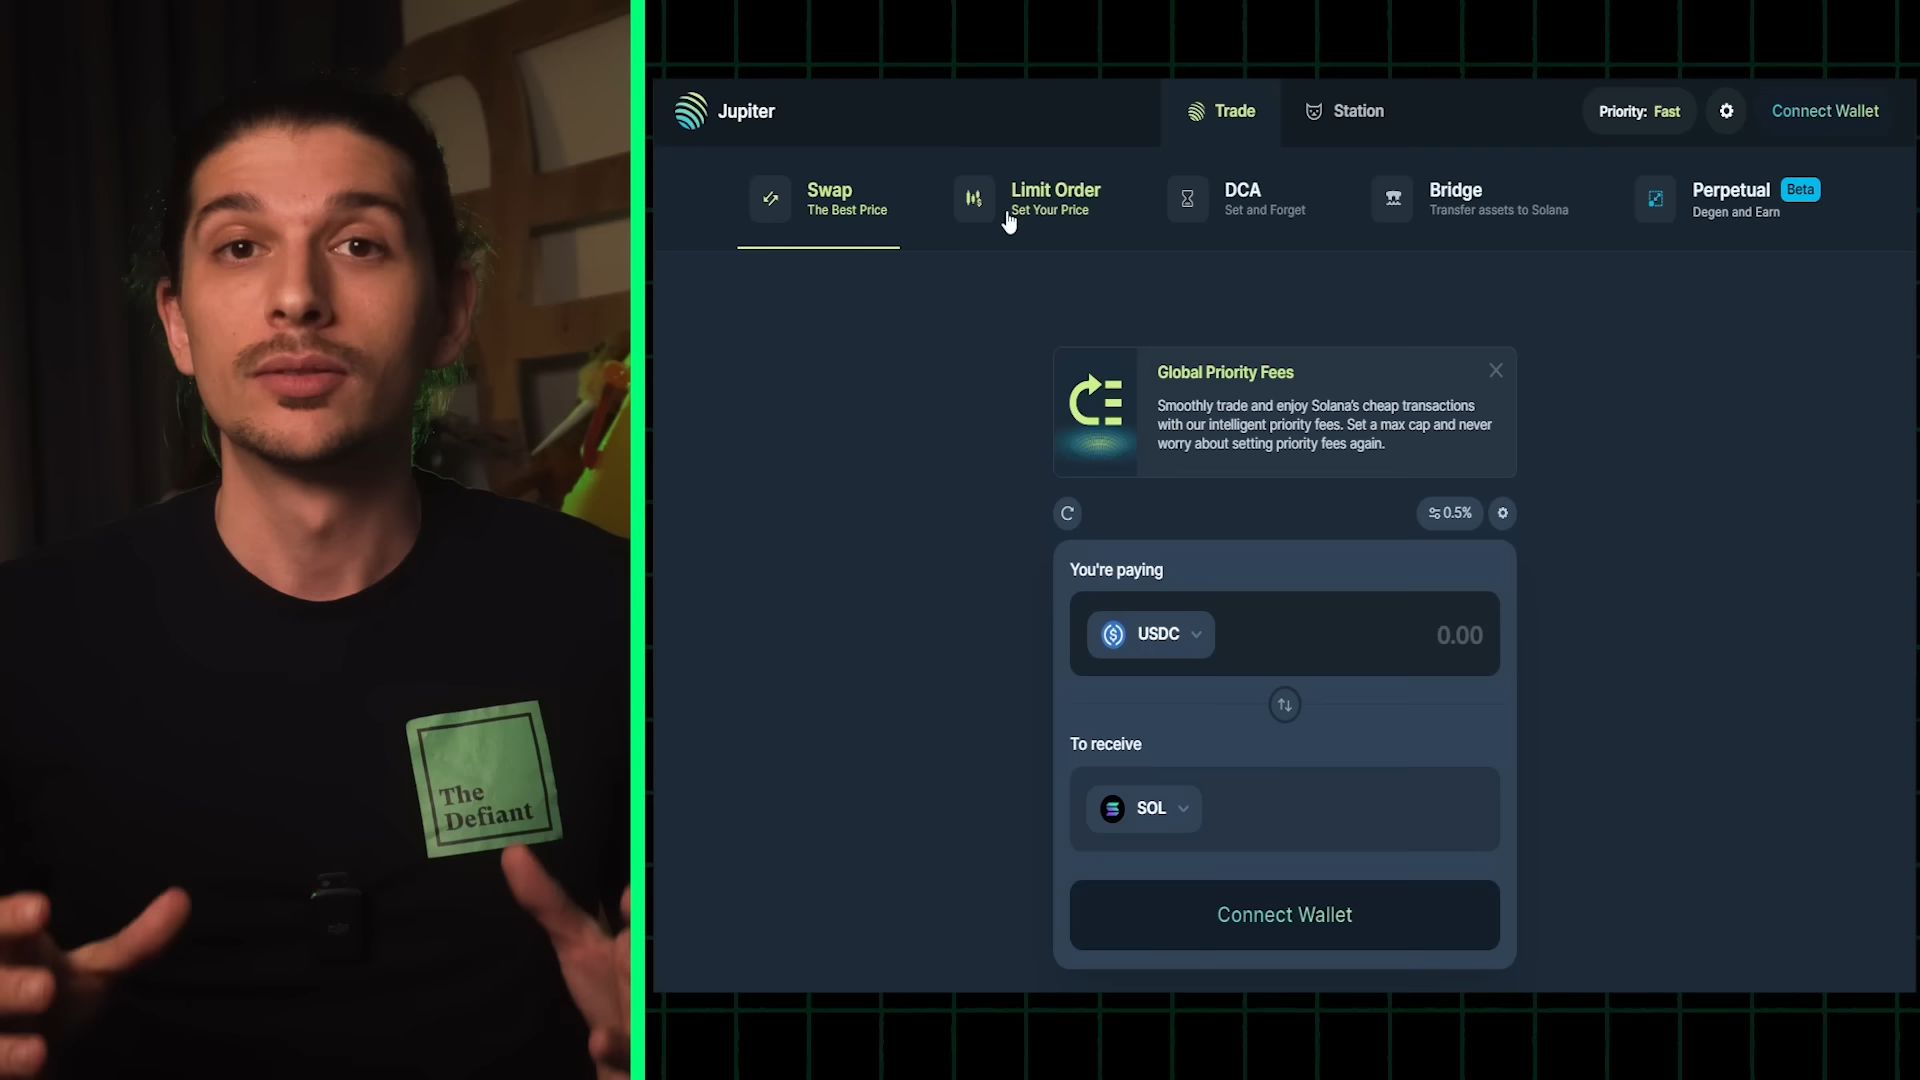 Jupiter
Trade
Station
Priority: Fast
Connect Wallet
Swap
The Best Price
Limit Order
Set Your Price
DCA
Set and Forget
Bridge
Transfer assets to Solana
Perpetual Beta
Degen and Earn
Global Priority Fees
Smoothly trade and enjoy Solana's cheap transactions
with our intelligent priority fees. Set a max cap and never
worry about setting priority fees again.
0.5%
You're paying
USDC
0.00
To receive
SOL
Connect Wallet
The
Defiant